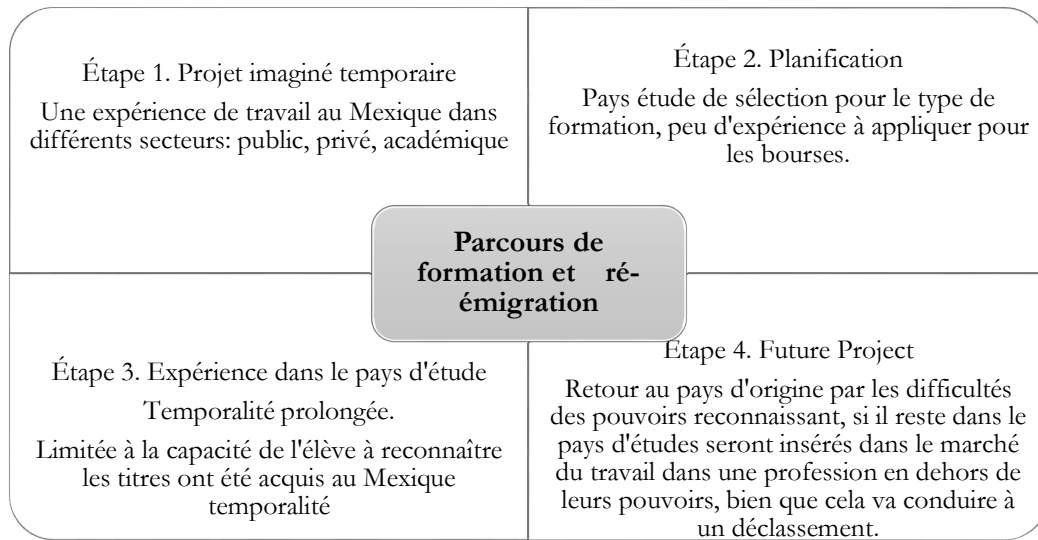 Étape 1. Projet imaginé temporaire
Une expérience de travail au Mexique dans
différents secteurs: public, privé, académique
Étape 2. Planification
Pays étude de sélection pour le type de
formation, peu d'expérience à appliquer pour
les bourses.
Parcours de
formation et ré-
émigration
Étape 3. Expérience dans le pays d'étude
Temporalité prolongée.
Limitée à la capacité de l'élève à reconnaître
les titres ont été acquis au Mexique
temporalité
Étape 4. Future Project
Retour au pays d'origine par les difficultés
des pouvoirs reconnaissant, si il reste dans le
pays d'études seront insérés dans le marché
du travail dans une profession en dehors de
leurs pouvoirs, bien que cela va conduire à
un déclassement.